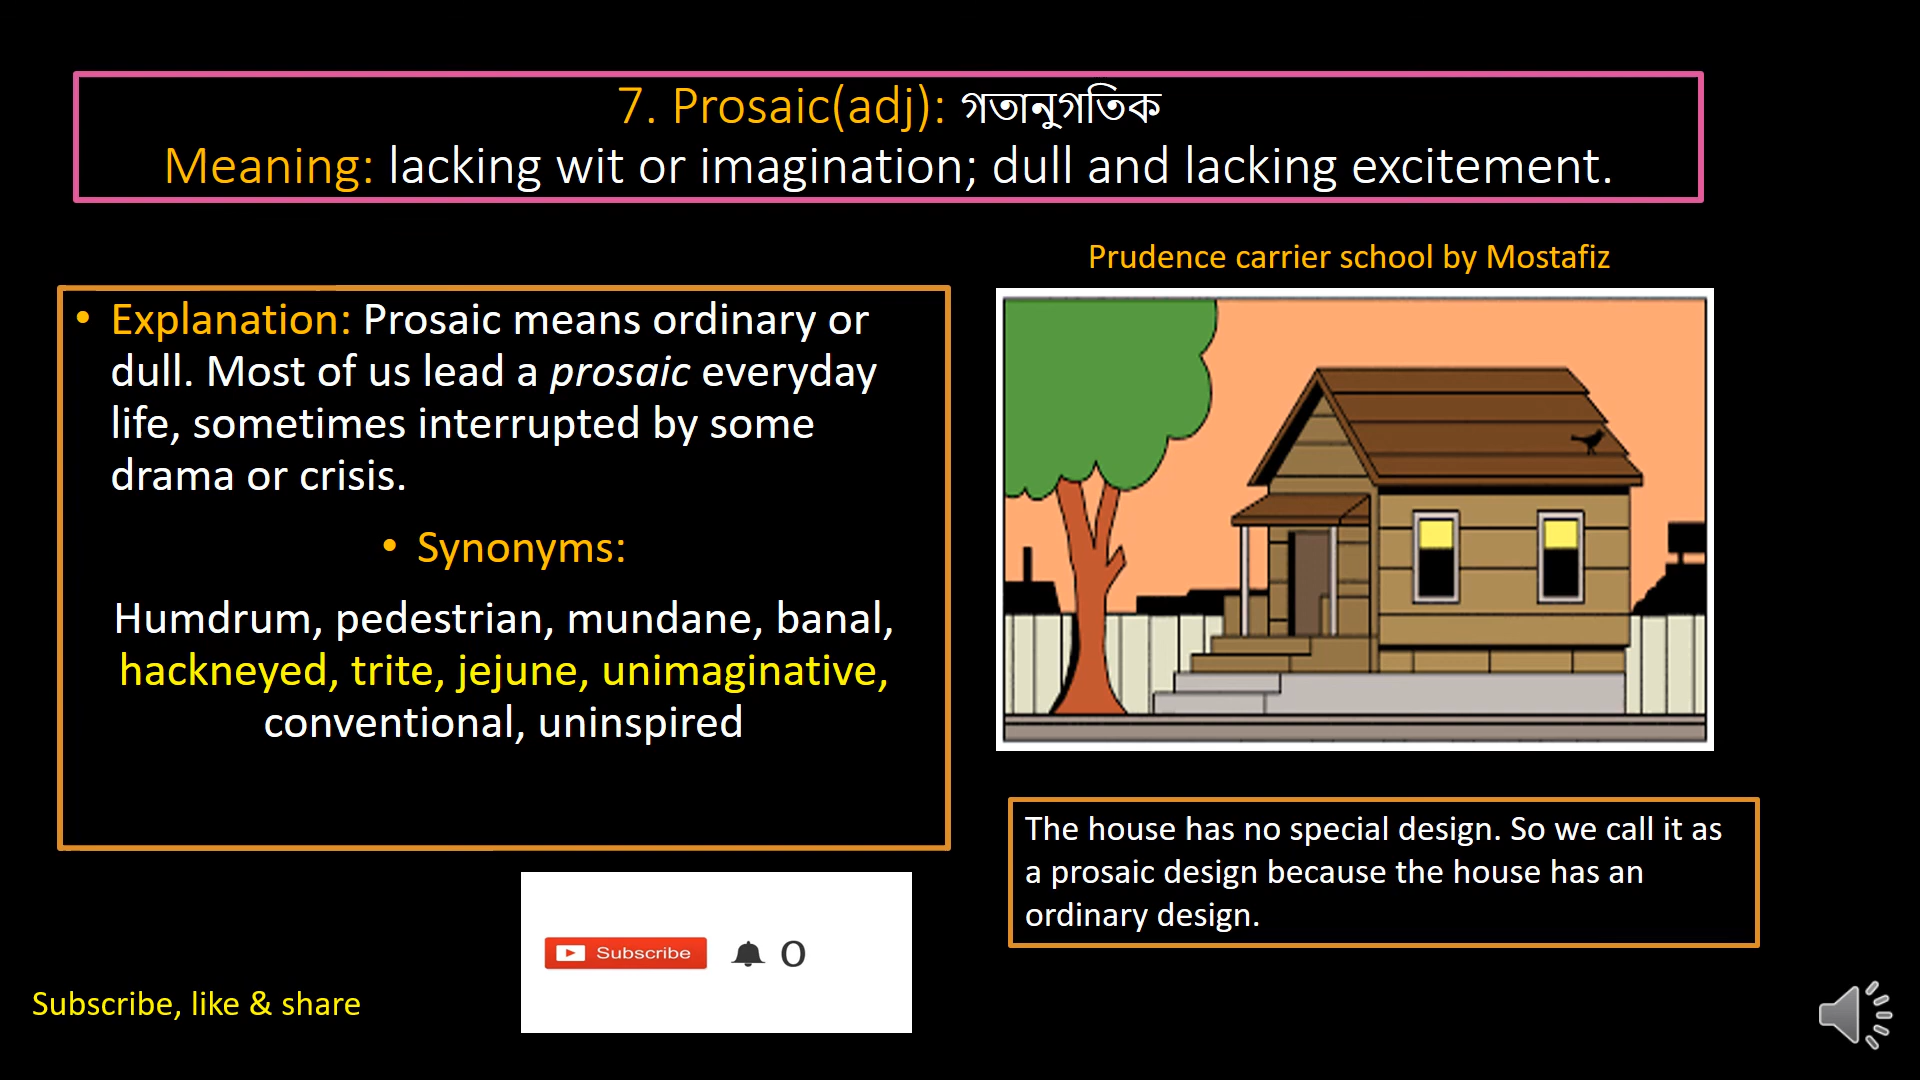 7. Prosaic(adj): গতানুগতিক
Meaning: lacking wit or imagination; dull and lacking excitement.
Prudence carrier school by Mostafiz
• Explanation: Prosaic means ordinary or
dull. Most of us lead a prosaic everyday
life, sometimes interrupted by some
drama or crisis.
• Synonyms:
Humdrum, pedestrian, mundane, banal,
hackneyed, trite, jejune, unimaginative,
conventional, uninspired
The house has no special design. So we call it as
a prosaic design because the house has an
ordinary design.
Subscribe 0
Subscribe, like & share